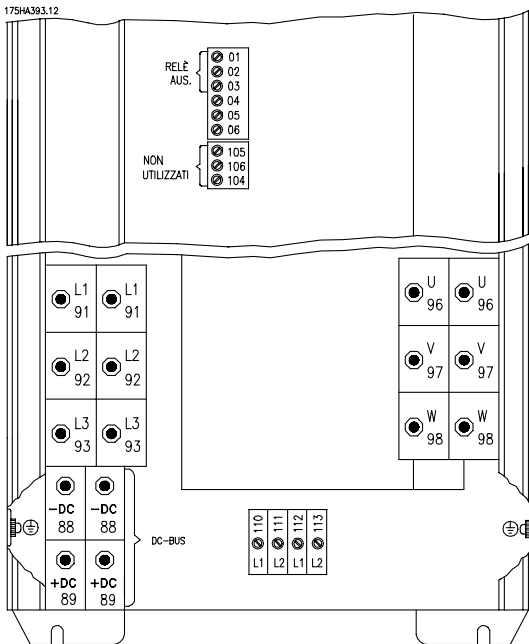 175HA393.12
RELÈ
AUS.
01
02
03
04
05
06
NON
UTILIZZATI
105
106
104
L1
91
L1
91
L2
92
L2
92
L3
93
L3
93
U
96
U
96
V
97
V
97
W
98
W
98
-DC
88
-DC
88
+DC
89
+DC
89
DC-BUS
110 111 112 113
L1 L2 L1 L2